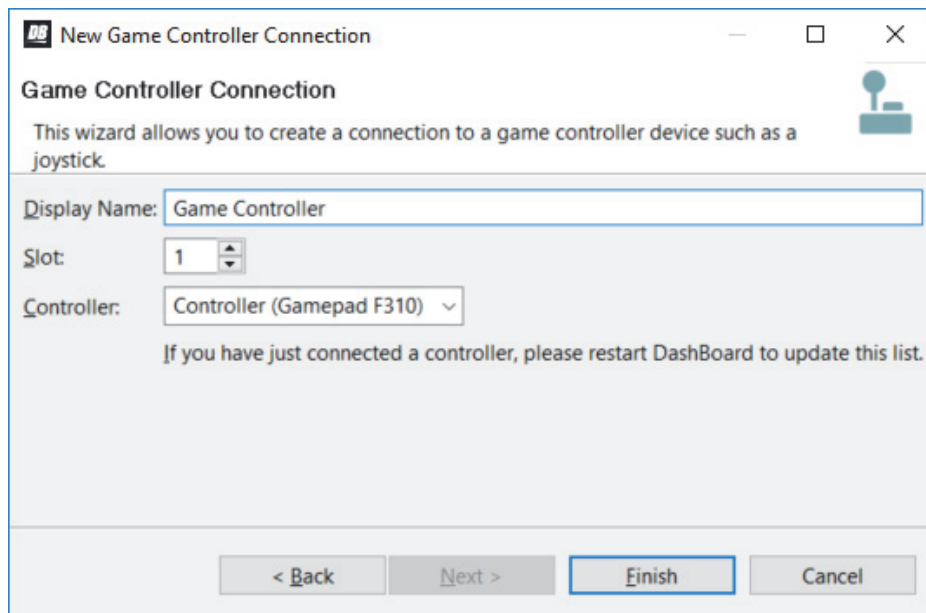 DB New Game Controller Connection
Game Controller Connection
This wizard allows you to create a connection to a game controller device such as a
joystick.
Display Name: Game Controller
Slot: 1
Controller: Controller (Gamepad F310)
If you have just connected a controller, please restart DashBoard to update this list.
< Back Next > Finish Cancel